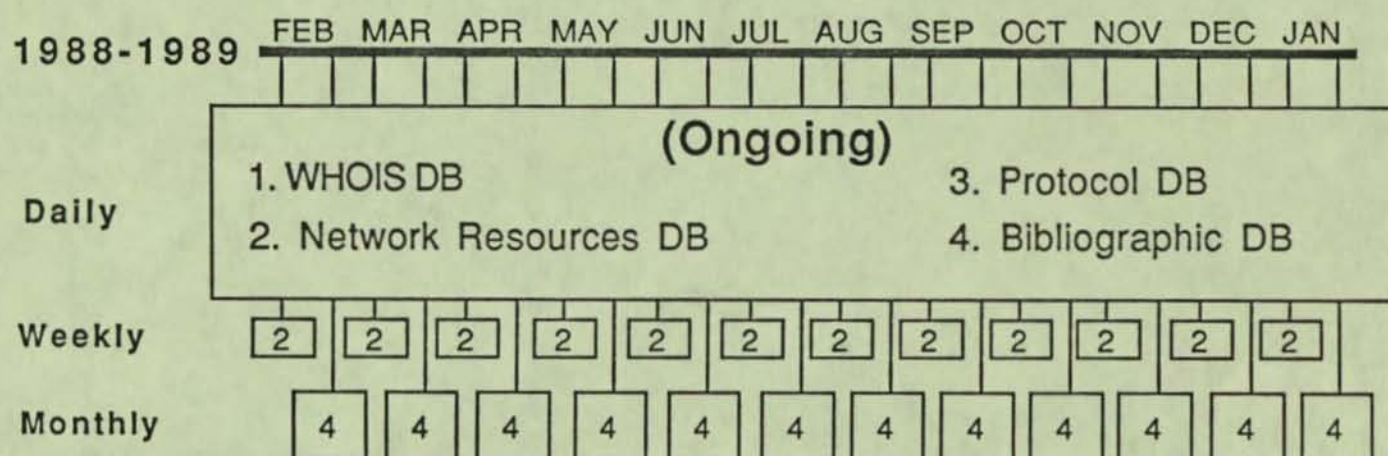 FEB MAR APR MAY JUN JUL AUG SEP OCT NOV DEC JAN
1988-1989
(Ongoing)
1. WHOIS DB
3. Protocol DB
Daily
2. Network Resources DB
4. Bibliographic DB
Weekly 2 2 2 2 2 2 2 2 2 2 2 2
Monthly 4 4 4 4 4 4 4 4 4 4 4 4